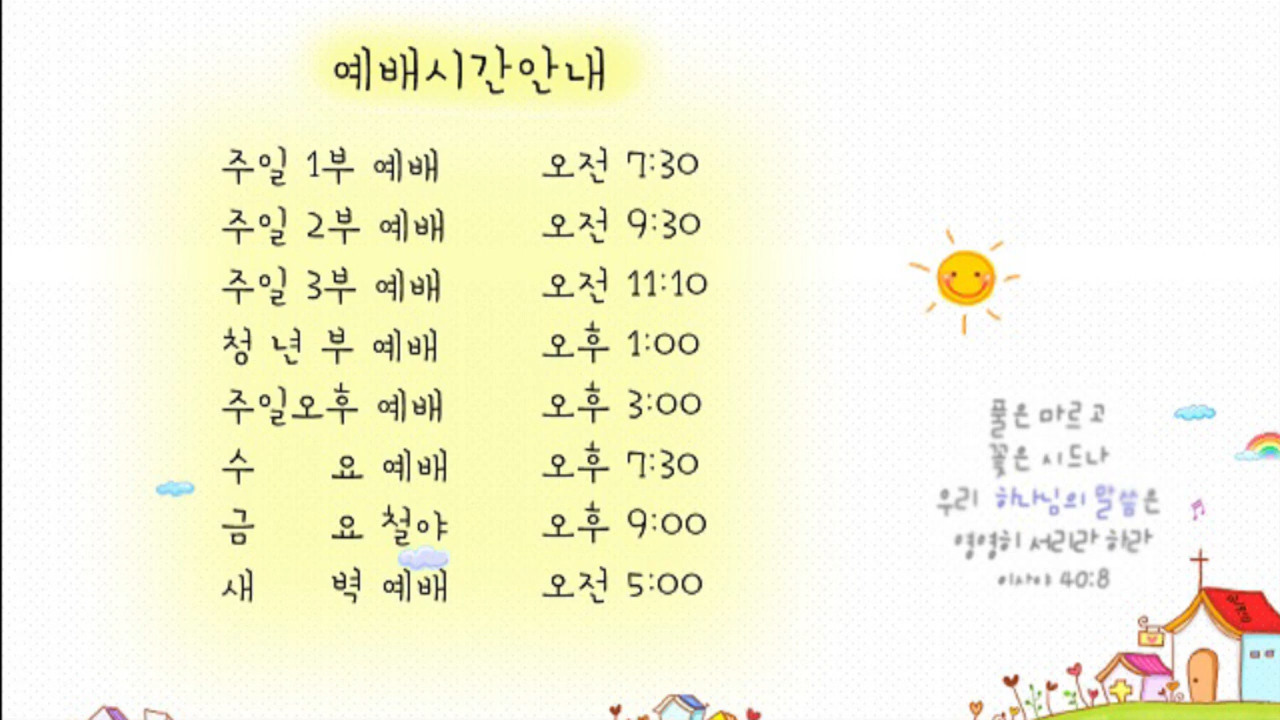 예배시간안내
주일 1부 예배 오전 7:30
주일 2부 예배 오전 9:30
주일 3부 예배 오전 11:10
청 년 부 예배 오후 1:00
주일오후 예배 오후 3:00
수 요 예배 오후 7:30
금 요 철야 오후 9:00
새 벽 예배 오전 5:00
풀은 마르고
꽃은 시드나
우리 하나님의 말씀은
영영히 서리라 하라
이사야 40:8